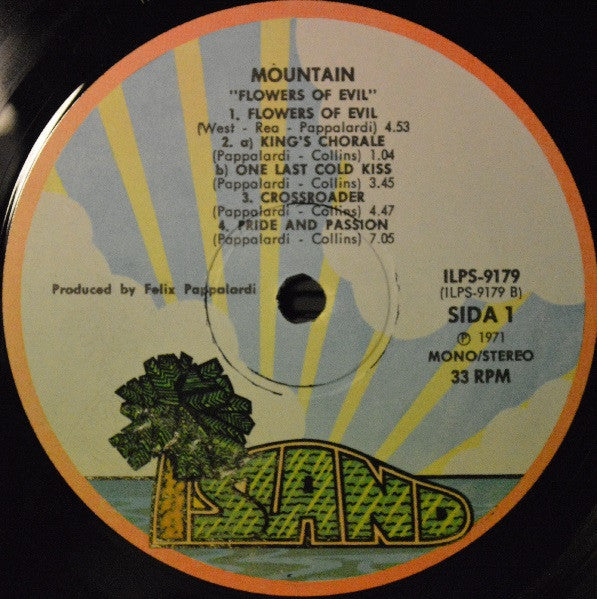 MOUNTAIN
"FLOWERS OF EVIL"
1. FLOWERS OF EVIL
(West - Rea - Pappalardi) 4.53
2. a) KING'S CHORALE
(Pappalardi - Collins) 1.04
b) ONE LAST COLD KISS
(Pappalardi - Collins) 3.45
3. CROSSROADER
(Pappalardi - Collins) 4.47
4. PRIDE AND PASSION
(Pappalardi - Collins) 7.05
Produced by Felix Pappalardi
ILPS-9179
(ILPS-9179 B)
SIDA 1
℗ 1971
MONO/STEREO
33 RPM
ISLAND